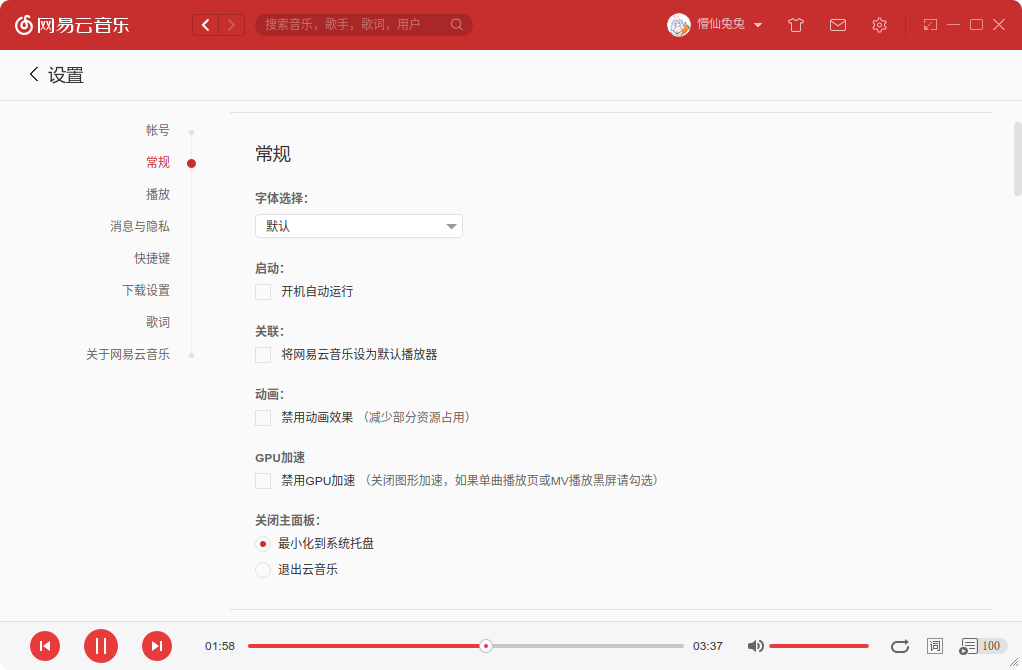 网易云音乐
搜索音乐，歌手，歌词，用户
懵仙兔兔
设置
帐号
常规
播放
消息与隐私
快捷键
下载设置
歌词
关于网易云音乐
常规
字体选择：
默认
启动：
开机自动运行
关联：
将网易云音乐设为默认播放器
动画：
禁用动画效果 （减少部分资源占用）
GPU加速
禁用GPU加速 （关闭图形加速，如果单曲播放页或MV播放黑屏请勾选）
关闭主面板：
最小化到系统托盘
退出云音乐
01:58
03:37
词
100